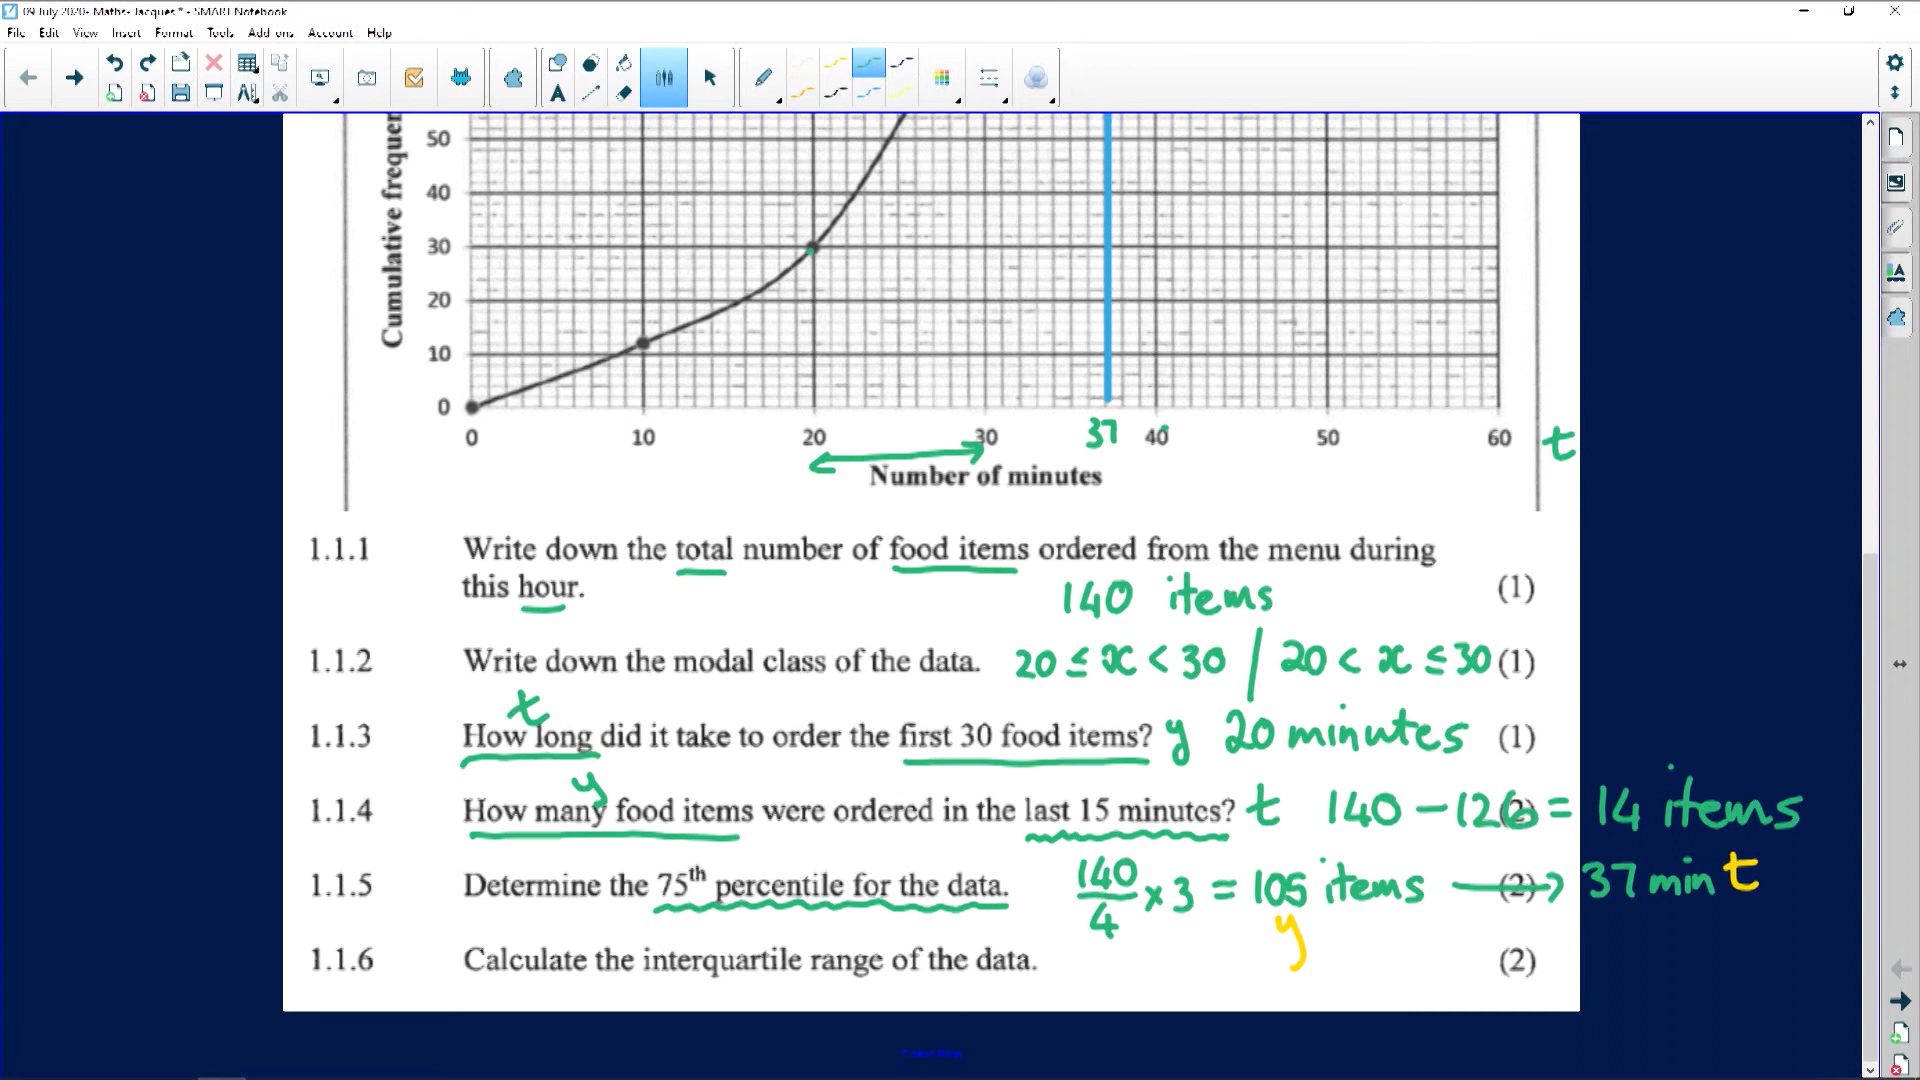 09 July 2020- Maths- Jacques * - SMART Notebook
File Edit View Insert Format Tools Add-ons Account Help
Cumulative frequen
50
40
30
20
10
0
0 10 20 30 37 40 50 60 t
Number of minutes
1.1.1 Write down the total number of food items ordered from the menu during
this hour. 140 items (1)
1.1.2 Write down the modal class of the data. 20 ≤ x < 30 / 20 < x ≤ 30 (1)
t
1.1.3 How long did it take to order the first 30 food items? y 20 minutes (1)
y
1.1.4 How many food items were ordered in the last 15 minutes? t 140 - 126 = 14 items (2)
1.1.5 Determine the 75th percentile for the data. 140/4 × 3 = 105 items → 37 min t (2)
y
1.1.6 Calculate the interquartile range of the data. (2)